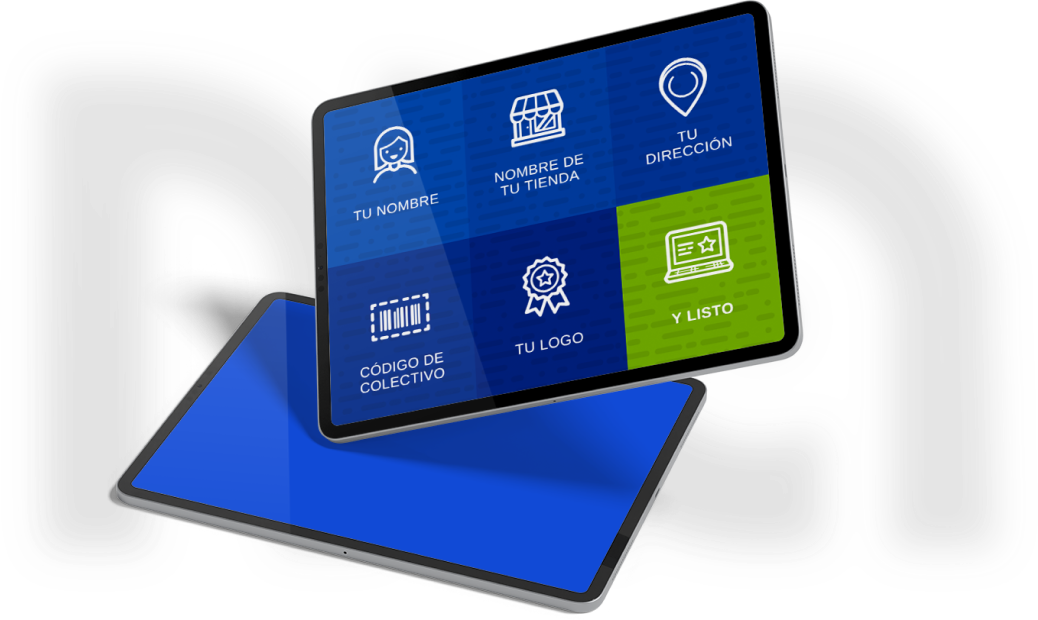 TU NOMBRE
NOMBRE DE
TU TIENDA
TU
DIRECCIÓN
CÓDIGO DE
COLECTIVO
TU LOGO
Y LISTO